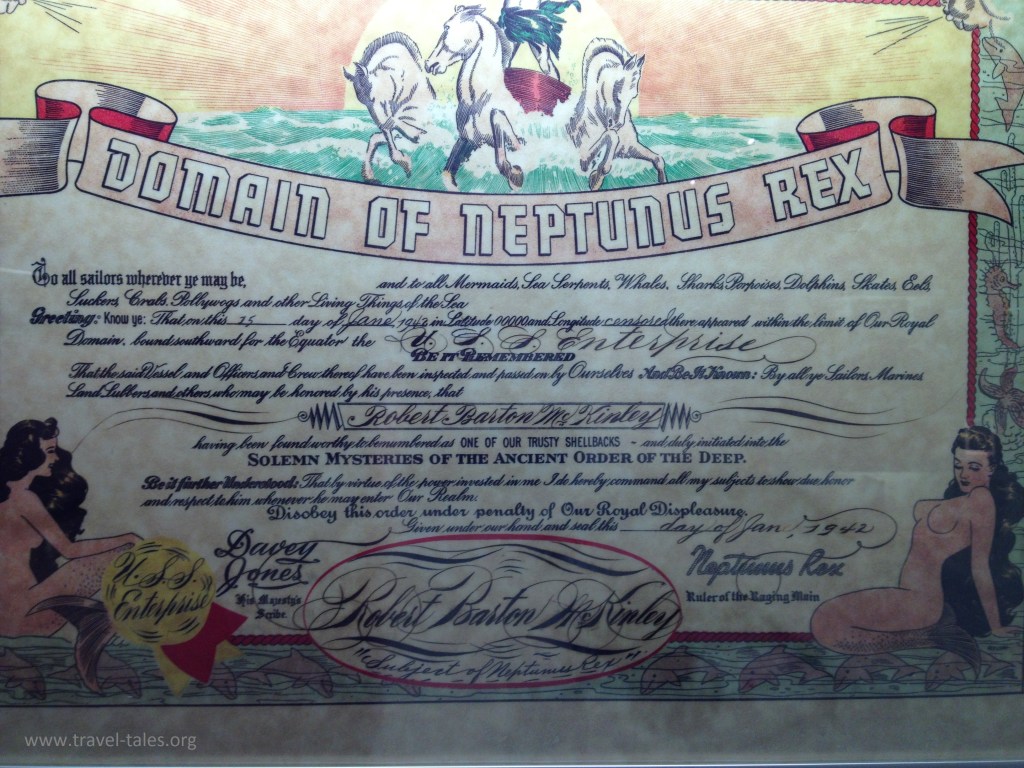 DOMAIN OF NEPTUNUS REX
To all sailors wherever ye may be, and to all Mermaids, Sea Serpents, Whales, Sharks, Porpoises, Dolphins, Skates, Eels,
Suckers, Crabs, Pollywogs and other Living Things of the Sea
Greeting: Know ye: That on this 15 day of Jan, 1942 in Latitude 00000 and Longitude censored there appeared within the limit of Our Royal
Domain, bound southward for the Equator the U.S.S. Enterprise
BE IT REMEMBERED
That the said Vessel and Officers and Crew thereof have been inspected and passed on by Ourselves And Be It Known: By all ye Sailors, Marines,
Land Lubbers and others who may be honored by his presence, that
Robert Barton McKinley
having been found worthy to be numbered as ONE OF OUR TRUSTY SHELLBACKS - and duly initiated into the
SOLEMN MYSTERIES OF THE ANCIENT ORDER OF THE DEEP.
Be it further Understood: That by virtue of the power invested in me I do hereby command all my subjects to show due honor
and respect to him whenever he may enter Our Realm.
Disobey this order under penalty of Our Royal Displeasure.
Given under our hand and seal this day of Jan, 1942
Davey
Jones
His Majesty's
Scribe
Neptunus Rex
Ruler of the Raging Main
U.S.S.
Enterprise
Robert Barton McKinley
"Subject of Neptunus Rex"
www.travel-tales.org